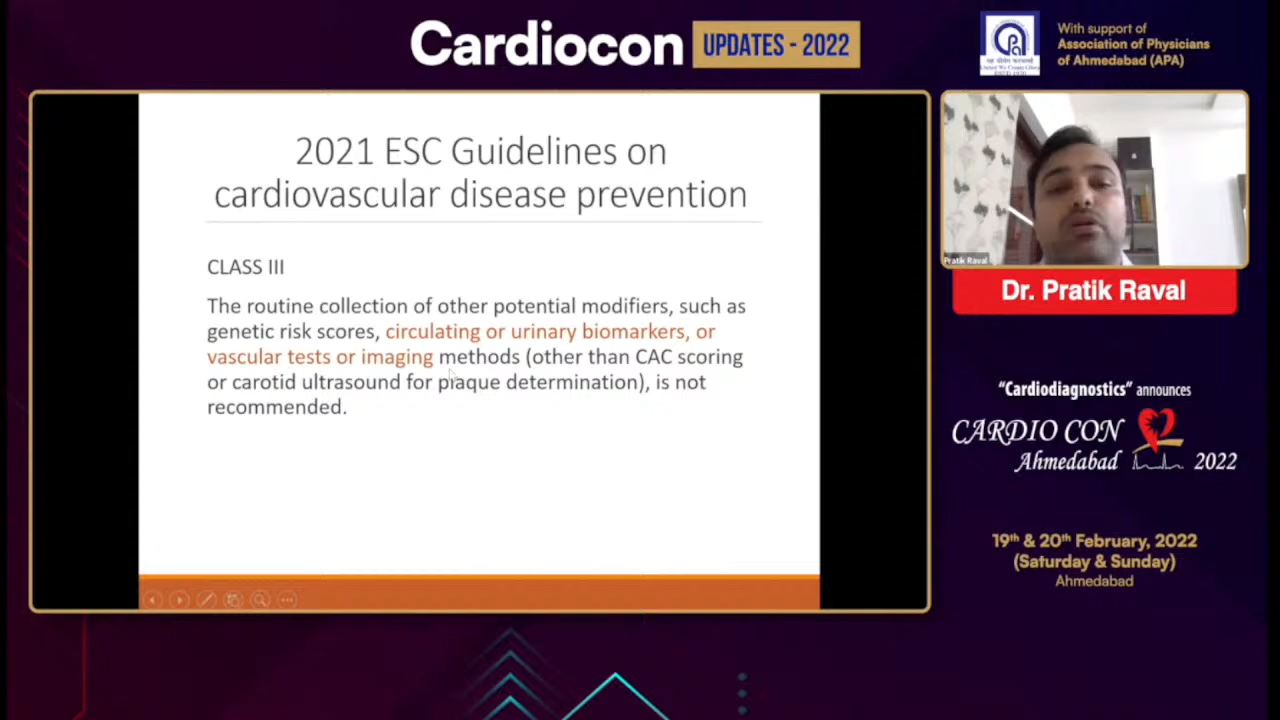 Cardiocon UPDATES - 2022
With support of
Association of Physicians
of Ahmedabad (APA)
2021 ESC Guidelines on
cardiovascular disease prevention
CLASS III
The routine collection of other potential modifiers, such as
genetic risk scores, circulating or urinary biomarkers, or
vascular tests or imaging methods (other than CAC scoring
or carotid ultrasound for plaque determination), is not
recommended.
Pratik Raval
Dr. Pratik Raval
“Cardiodiagnostics” announces
CARDIO CON
Ahmedabad 2022
19th & 20th February, 2022
(Saturday & Sunday)
Ahmedabad